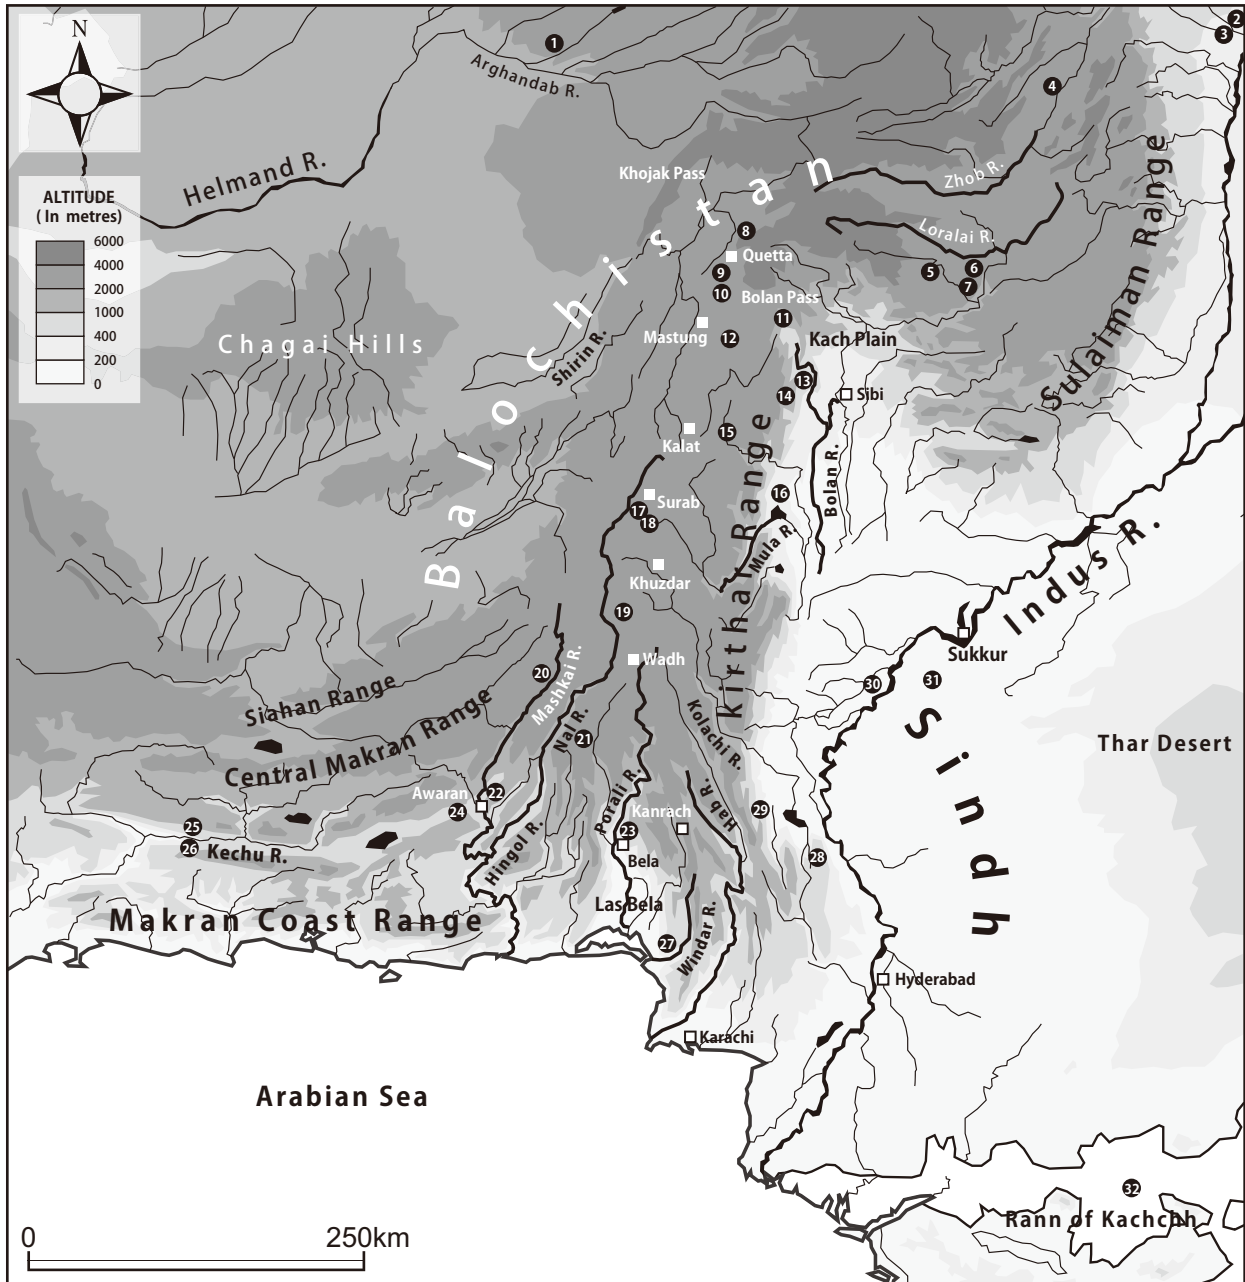 N
1
2
3
Arghandab R.
4
Helmand R.
Khojak Pass
Zhob R.
ALTITUDE
( In metres)
6000
4000
2000
1000
400
200
0
Balochistan
8
Loralai R.
Quetta
9
5
6
7
10
Bolan Pass
Sulaiman Range
11
Chagai Hills
Mastung
12
Kach Plain
Shirin R.
13
14
Sibi
Kalat
15
Bolan R.
16
Surab
17
18
Mula R.
Kirthar Range
Khuzdar
Indus R.
19
Sukkur
Wadh
20
Mashkai R.
30
31
Siahan Range
Central Makran Range
Nal R.
21
Kolachi R.
Sindh
Thar Desert
Awaran
22
24
Porali R.
Kanrach
Hab R.
29
25
26
Kechu R.
Hingol R.
23
Bela
28
Makran Coast Range
Las Bela
27
Windar R.
Hyderabad
Karachi
Arabian Sea
32
Rann of Kachchh
0
250km